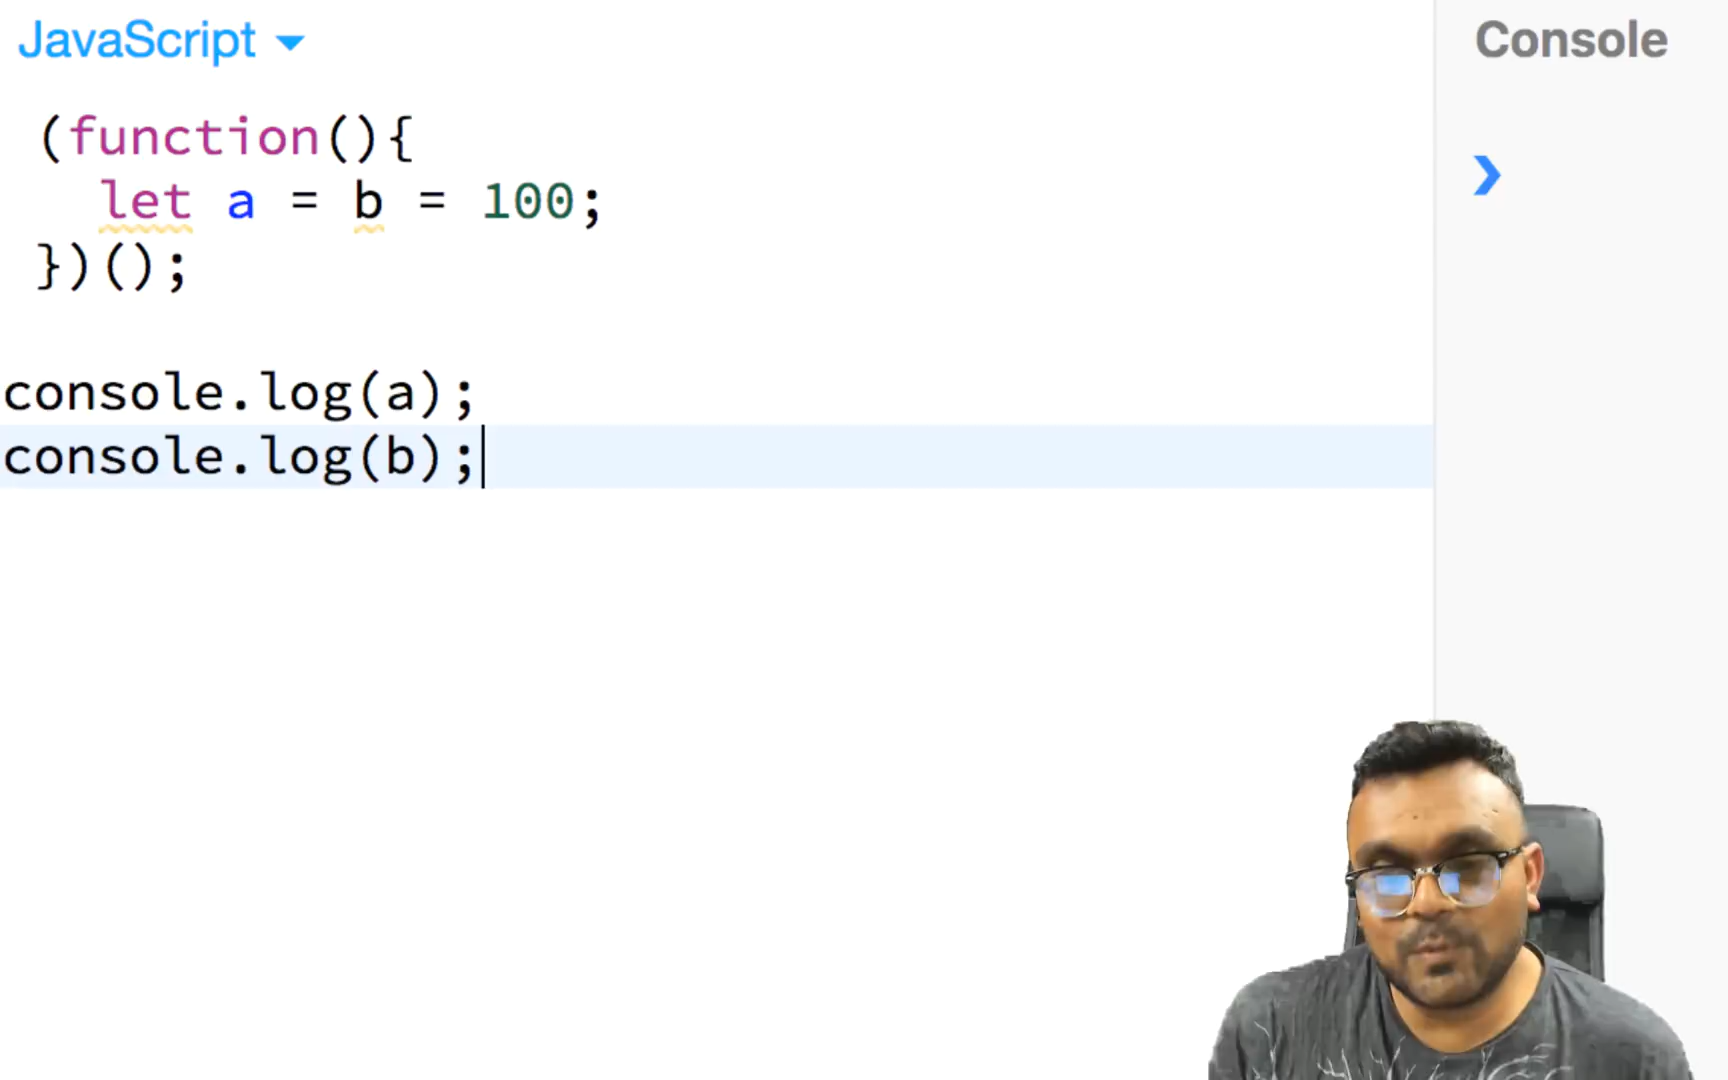 JavaScript
Console
(function(){
let a = b = 100;
})();
console.log(a);
console.log(b);